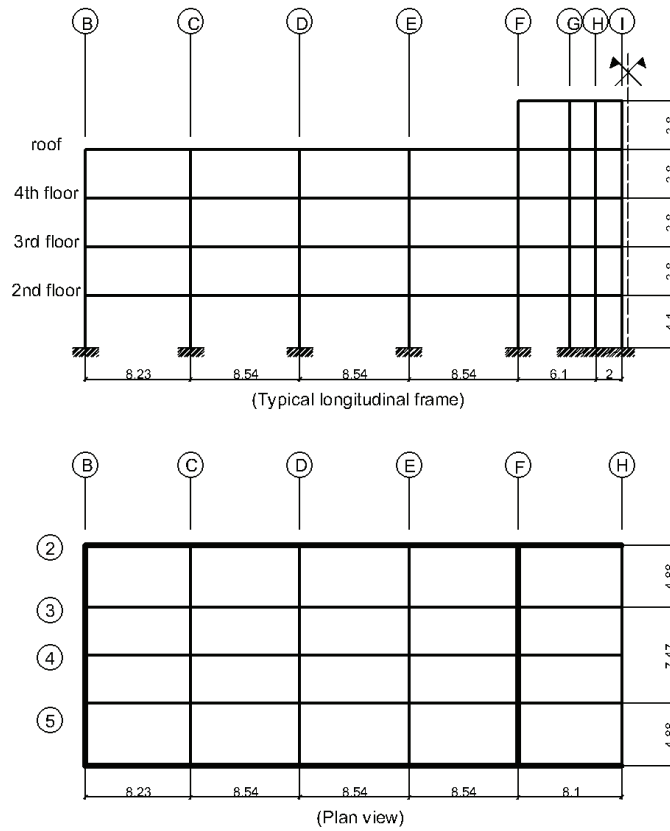 B C D E F G H I
roof
4th floor
3rd floor
2nd floor
8.23 8.54 8.54 8.54 6.1 2
(Typical longitudinal frame)
B C D E F H
2
3
4
5
8.23 8.54 8.54 8.54 8.1
(Plan view)